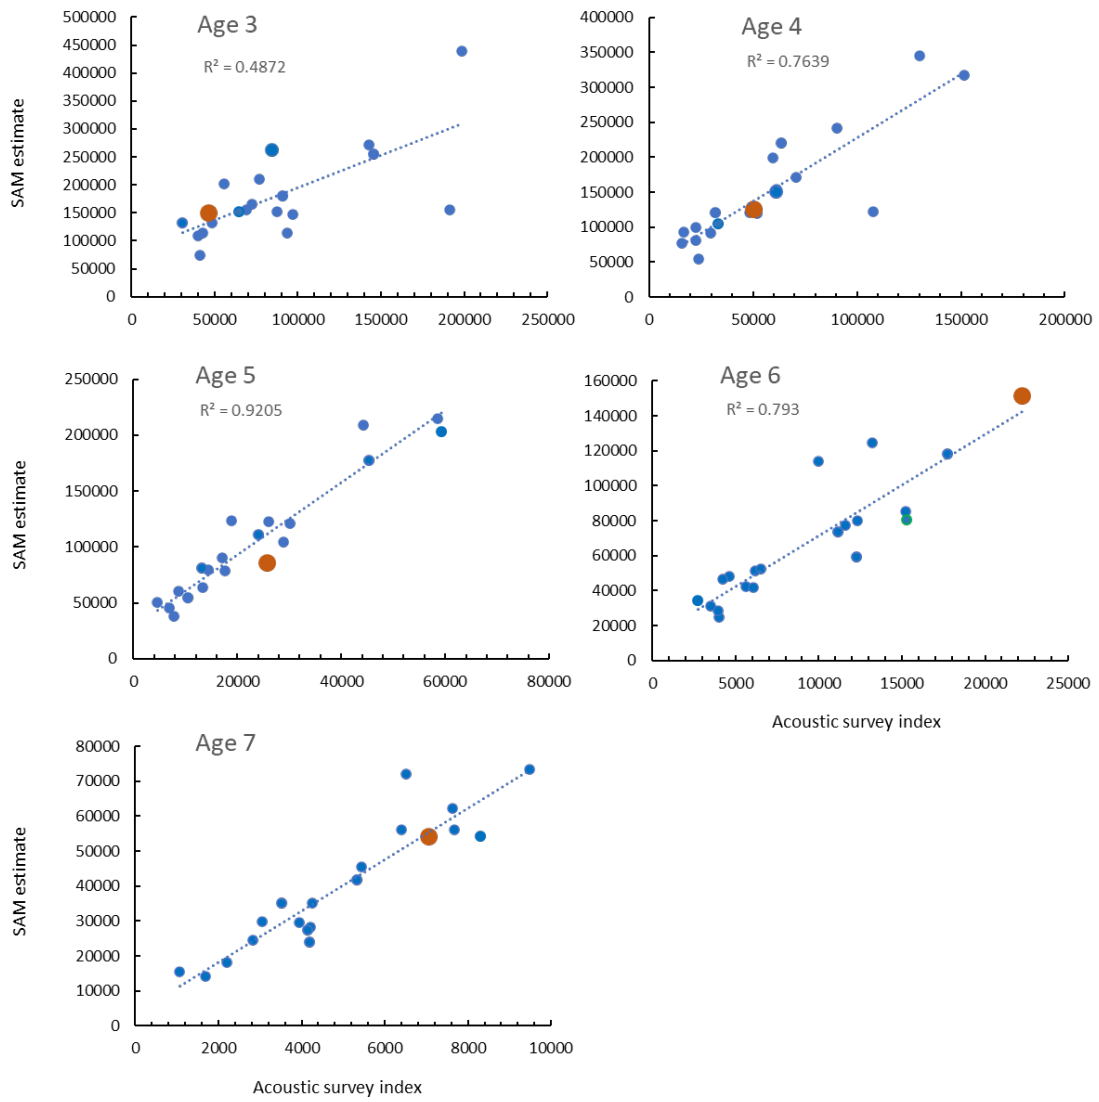 Age 3
R² = 0.4872
SAM estimate
500000
450000
400000
350000
300000
250000
200000
150000
100000
50000
0
0 50000 100000 150000 200000 250000
Age 4
R² = 0.7639
400000
350000
300000
250000
200000
150000
100000
50000
0
0 50000 100000 150000 200000
Age 5
R² = 0.9205
SAM estimate
250000
200000
150000
100000
50000
0
0 20000 40000 60000 80000
Age 6
R² = 0.793
160000
140000
120000
100000
80000
60000
40000
20000
0
0 5000 10000 15000 20000 25000
Acoustic survey index
Age 7
SAM estimate
80000
70000
60000
50000
40000
30000
20000
10000
0
0 2000 4000 6000 8000 10000
Acoustic survey index